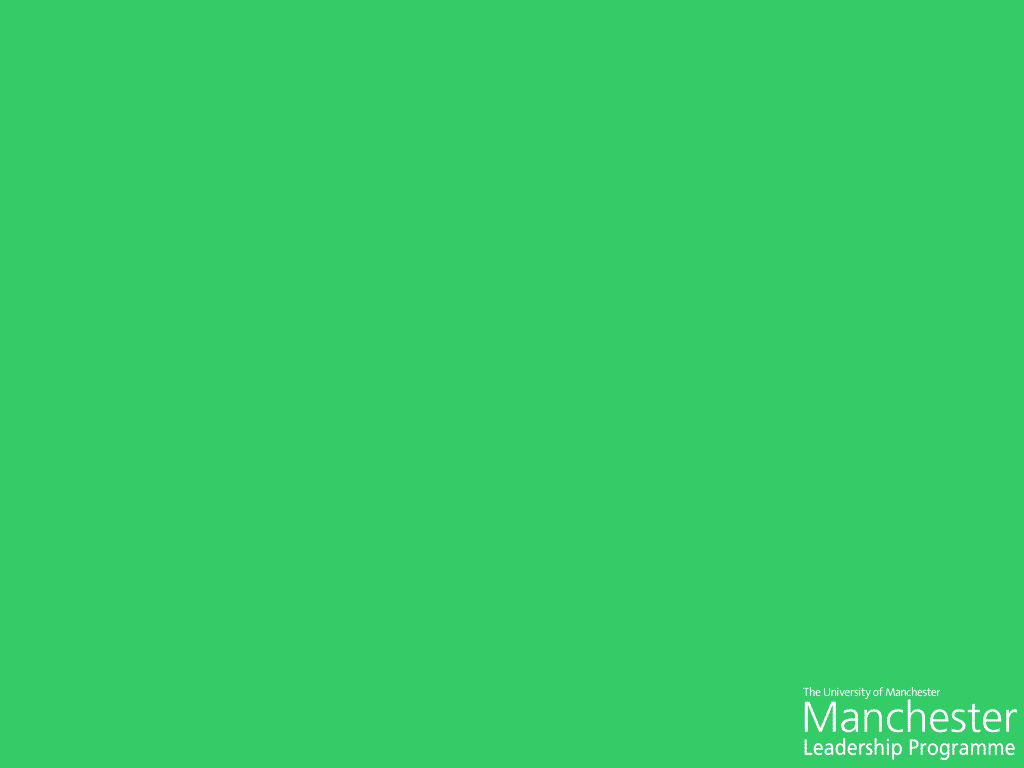 The University of Manchester
Manchester
Leadership Programme